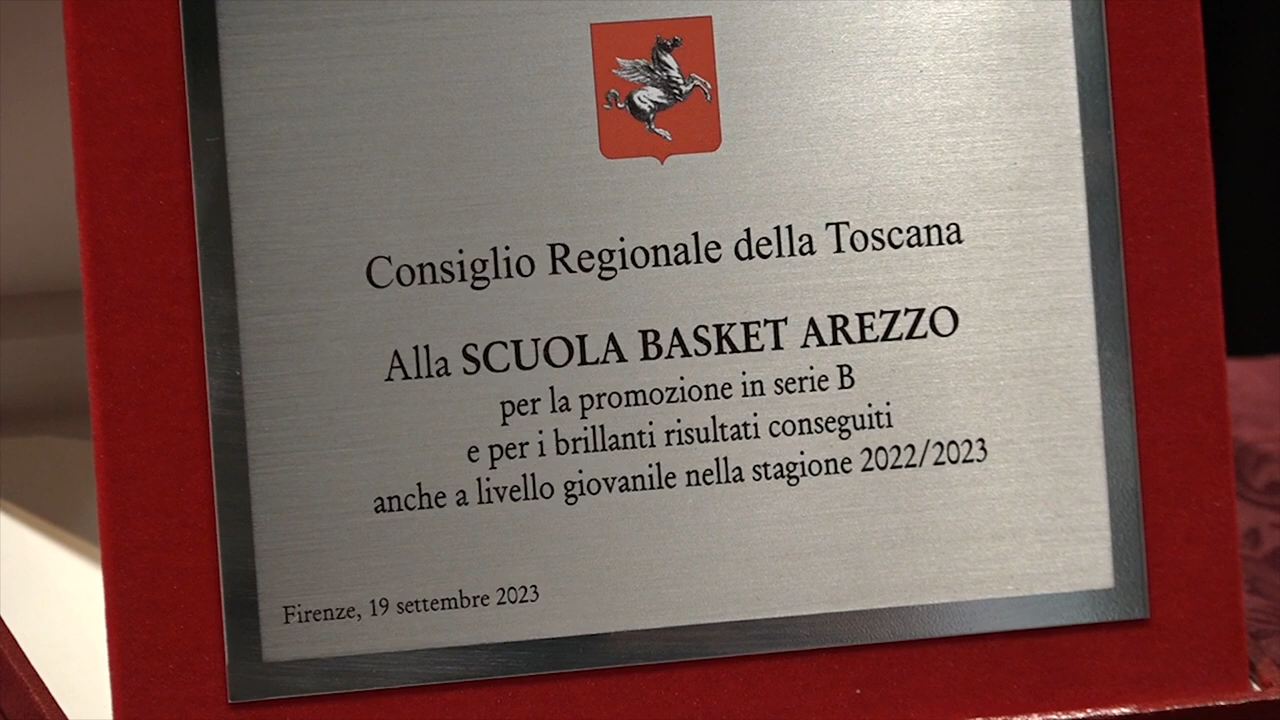 Consiglio Regionale della Toscana
Alla SCUOLA BASKET AREZZO
per la promozione in serie B
e per i brillanti risultati conseguiti
anche a livello giovanile nella stagione 2022/2023
Firenze, 19 settembre 2023